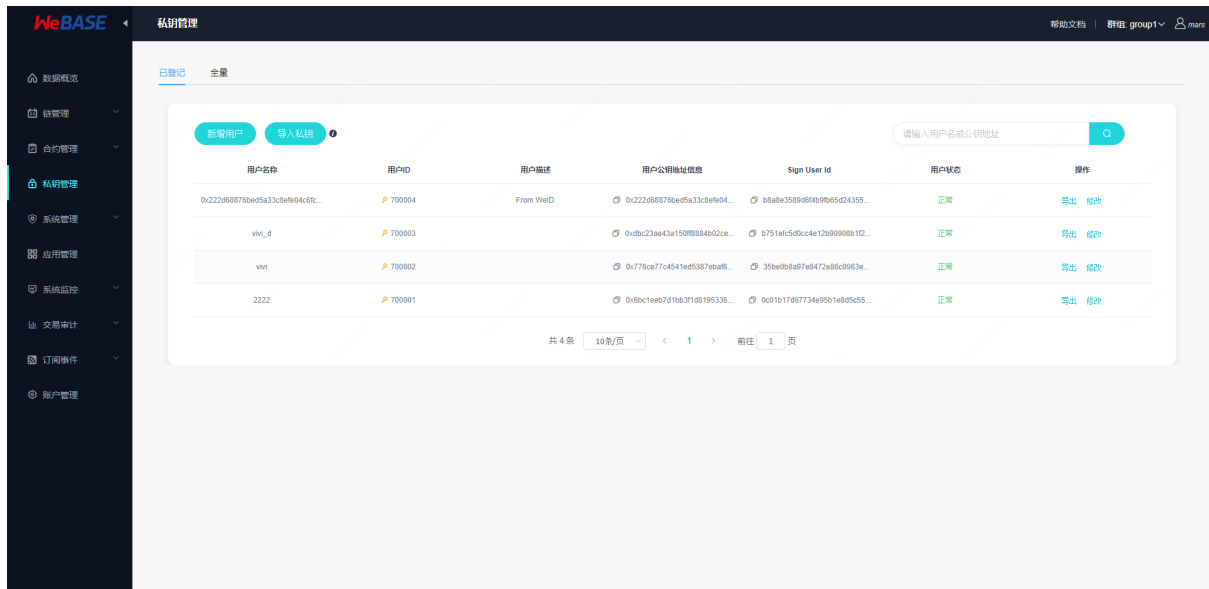 WeBASE
私钥管理
帮助文档 | 群组: group1 mars
数据概览
链管理
合约管理
私钥管理
系统管理
应用管理
系统监控
交易审计
订阅事件
账户管理
已登记 全量
新增用户 导入私钥
请输入用户名或公钥地址
用户名称 用户ID 用户描述 用户公钥地址信息 Sign User Id 用户状态 操作
0x222d68876bed5a33c8efe04c6fc... 700004 From WeID 0x222d68876bed5a33c8efe04... b8a8e3589d6f4b9fb65d24355... 正常 导出 修改
vivi_d 700003 0xdbc23ae43a150ff8884b02ce... b751efc5d0cc4e12b90908b1f2... 正常 导出 修改
vivi 700002 0x776ce77c4541ed5387ebaf6... 35be0b8a97e8472e86c0963e... 正常 导出 修改
2222 700001 0x6bc1eeb7d1bb3f1d8195336... 0c01b17d67734e95b1e8d5c55... 正常 导出 修改
共 4 条 10条/页 1 前往 1 页